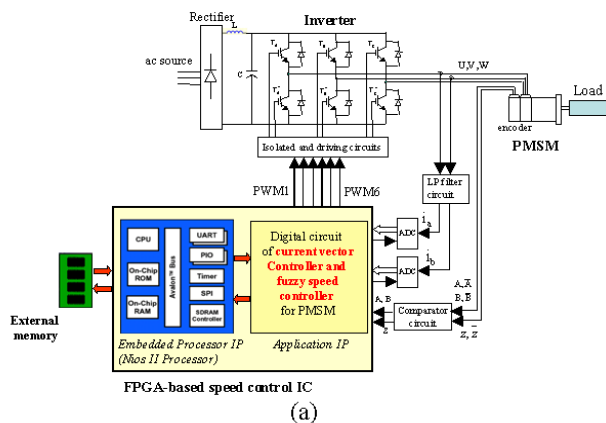 Rectifier
L
Inverter
ac source
C
U,V,W
Load
encoder
PMSM
Isolated and driving circuits
PWM1
PWM6
LP filter
circuit
i a
i b
ADC
ADC
CPU
On-Chip
ROM
On-Chip
RAM
Avalon™ Bus
UART
PIO
Timer
SPI
SDRAM
Controller
Digital circuit
of current vector
Controller and
fuzzy speed
controller
for PMSM
External
memory
A, B
Z
Comparator
circuit
A, A
B, B
Z, Z
Embedded Processor IP
(Nios II Processor)
Application IP
FPGA-based speed control IC
(a)